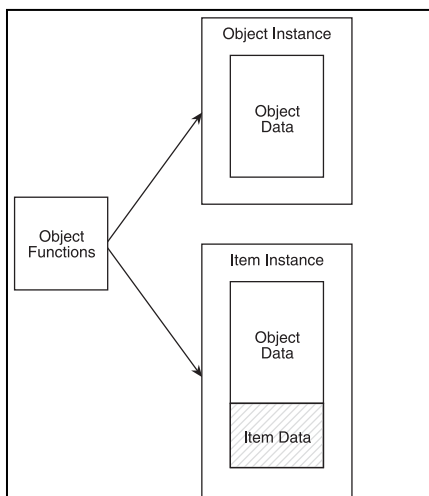 Object Instance
Object
Data
Object
Functions
Item Instance
Object
Data
Item Data